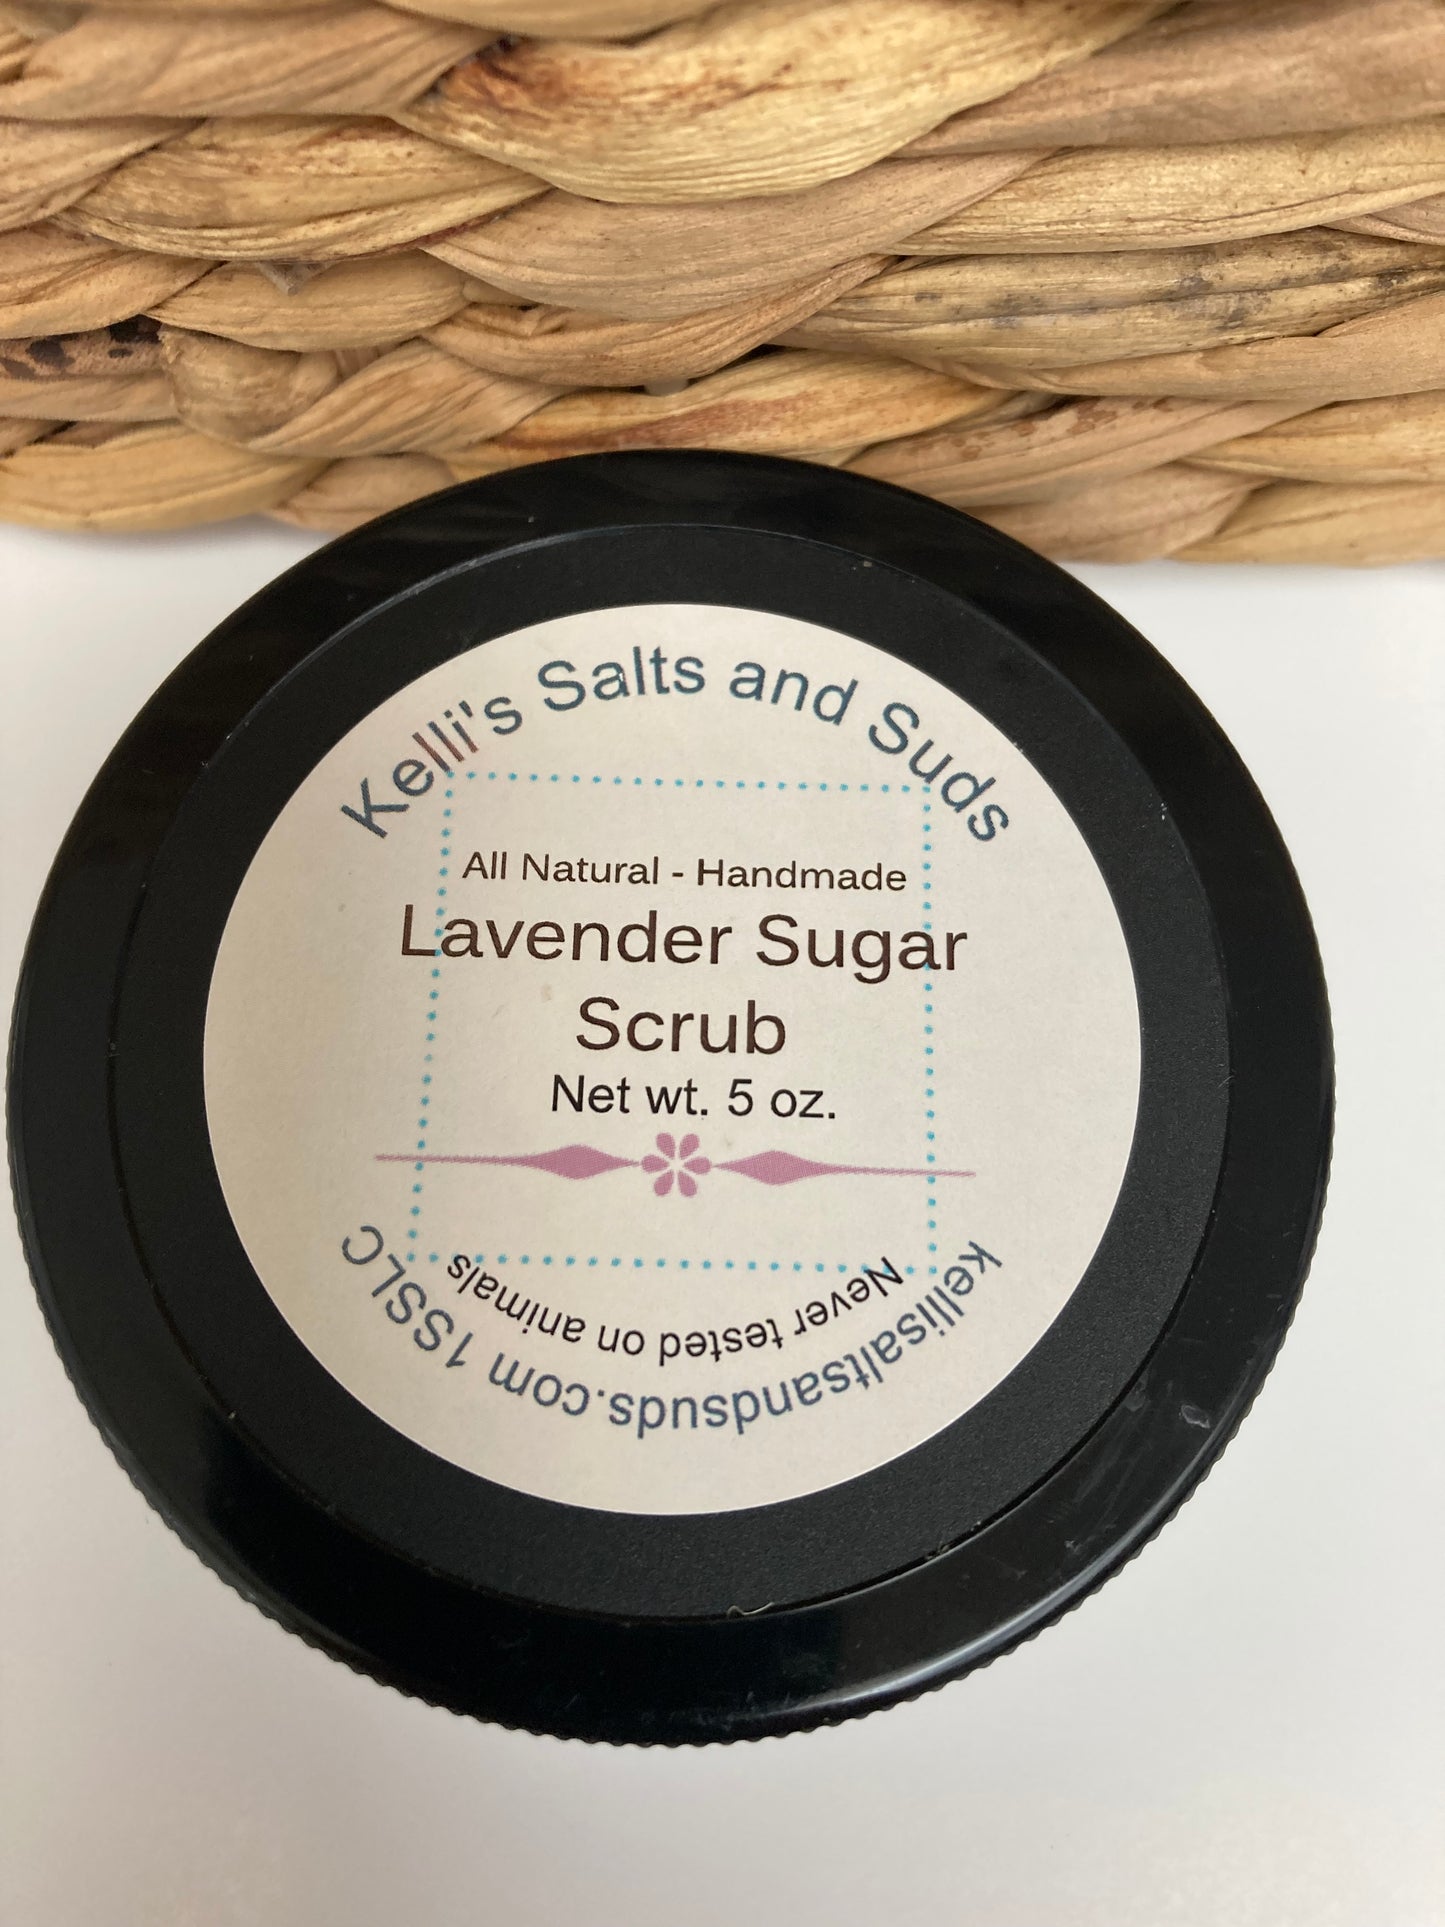 Kelli's Salts and Suds
All Natural - Handmade
Lavender Sugar
Scrub
Net wt. 5 oz.
Never tested on animals
kellisaltsandsuds.com 1SSLC